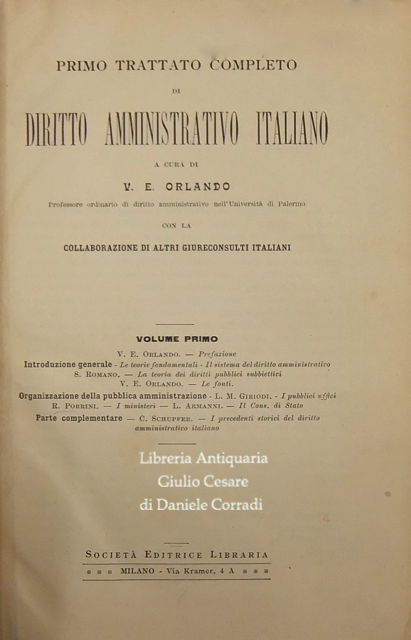 PRIMO TRATTATO COMPLETO
DI
DIRITTO AMMINISTRATIVO ITALIANO
A CURA DI
V. E. ORLANDO
Professore ordinario di diritto amministrativo nell'Università di Palermo
CON LA
COLLABORAZIONE DI ALTRI GIURECONSULTI ITALIANI
VOLUME PRIMO
V. E. ORLANDO. — Prefazione
Introduzione generale - Le teorie fondamentali - Il sistema del diritto amministrativo
S. ROMANO. — La teoria dei diritti pubblici subbiettici
V. E. ORLANDO. — Le fonti.
Organizzazione della pubblica amministrazione - L. M. GIRIODI. - I pubblici uffici
R. PORRINI. — I ministeri — L. ARMANNI. — Il Cons. di Stato
Parte complementare — C. SCHUPFER. — I precedenti storici del diritto
amministrativo italiano
Libreria Antiquaria
Giulio Cesare
di Daniele Corradi
SOCIETÀ EDITRICE LIBRARIA
MILANO - Via Kramer, 4 A